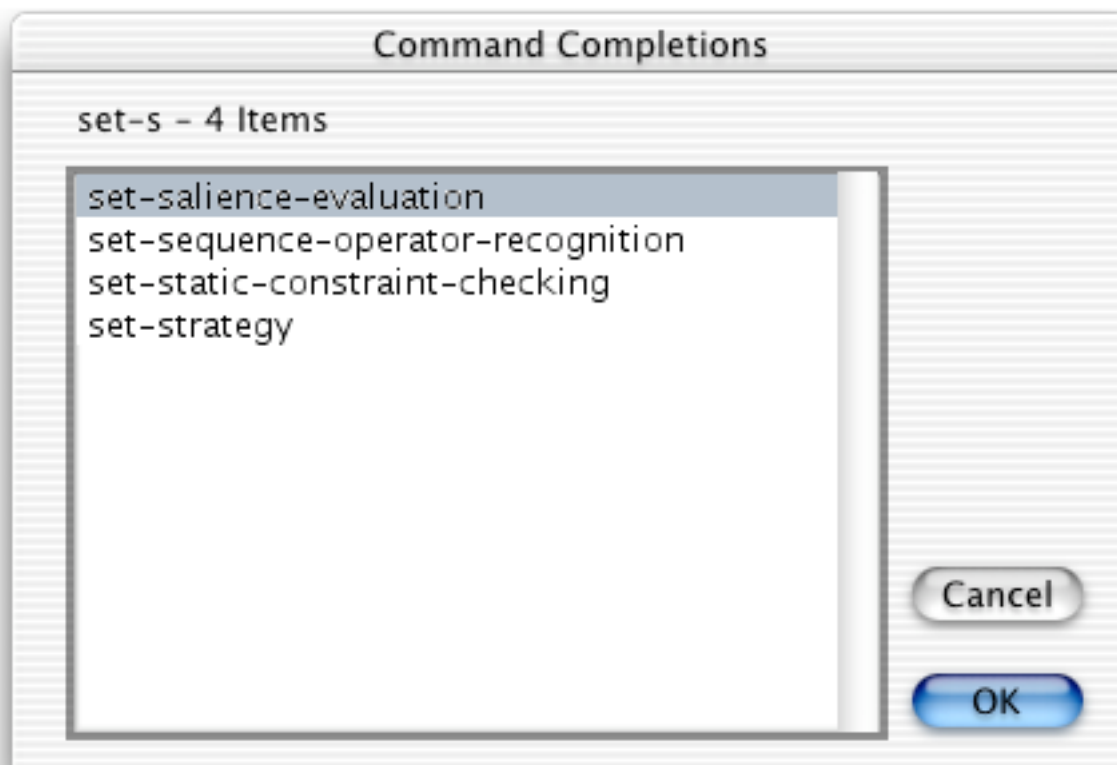 Command Completions
set-s - 4 Items
set-salience-evaluation
set-sequence-operator-recognition
set-static-constraint-checking
set-strategy
Cancel
OK